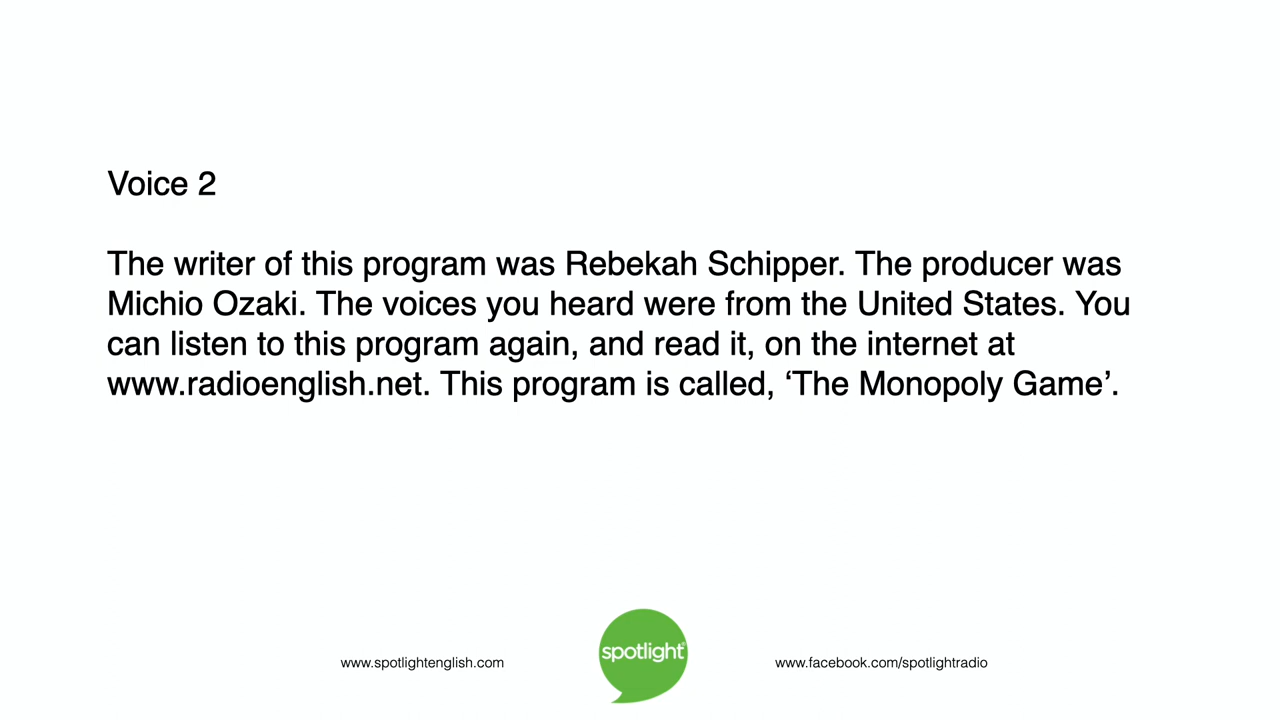 Voice 2
The writer of this program was Rebekah Schipper. The producer was
Michio Ozaki. The voices you heard were from the United States. You
can listen to this program again, and read it, on the internet at
www.radioenglish.net. This program is called, ‘The Monopoly Game’.
www.spotlightenglish.com
spotlight
www.facebook.com/spotlightradio